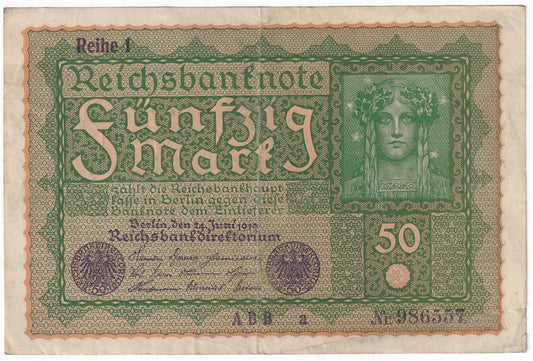 Reihe 1
Reichsbanknote
Fünfzig
Mark
zahlt die Reichsbankhaupt
kasse in Berlin gegen diese
Banknote dem Einlieferer
Berlin, den 24. Juni 1919
Reichsbankdirektorium
50
A B B a
Nr. 986557